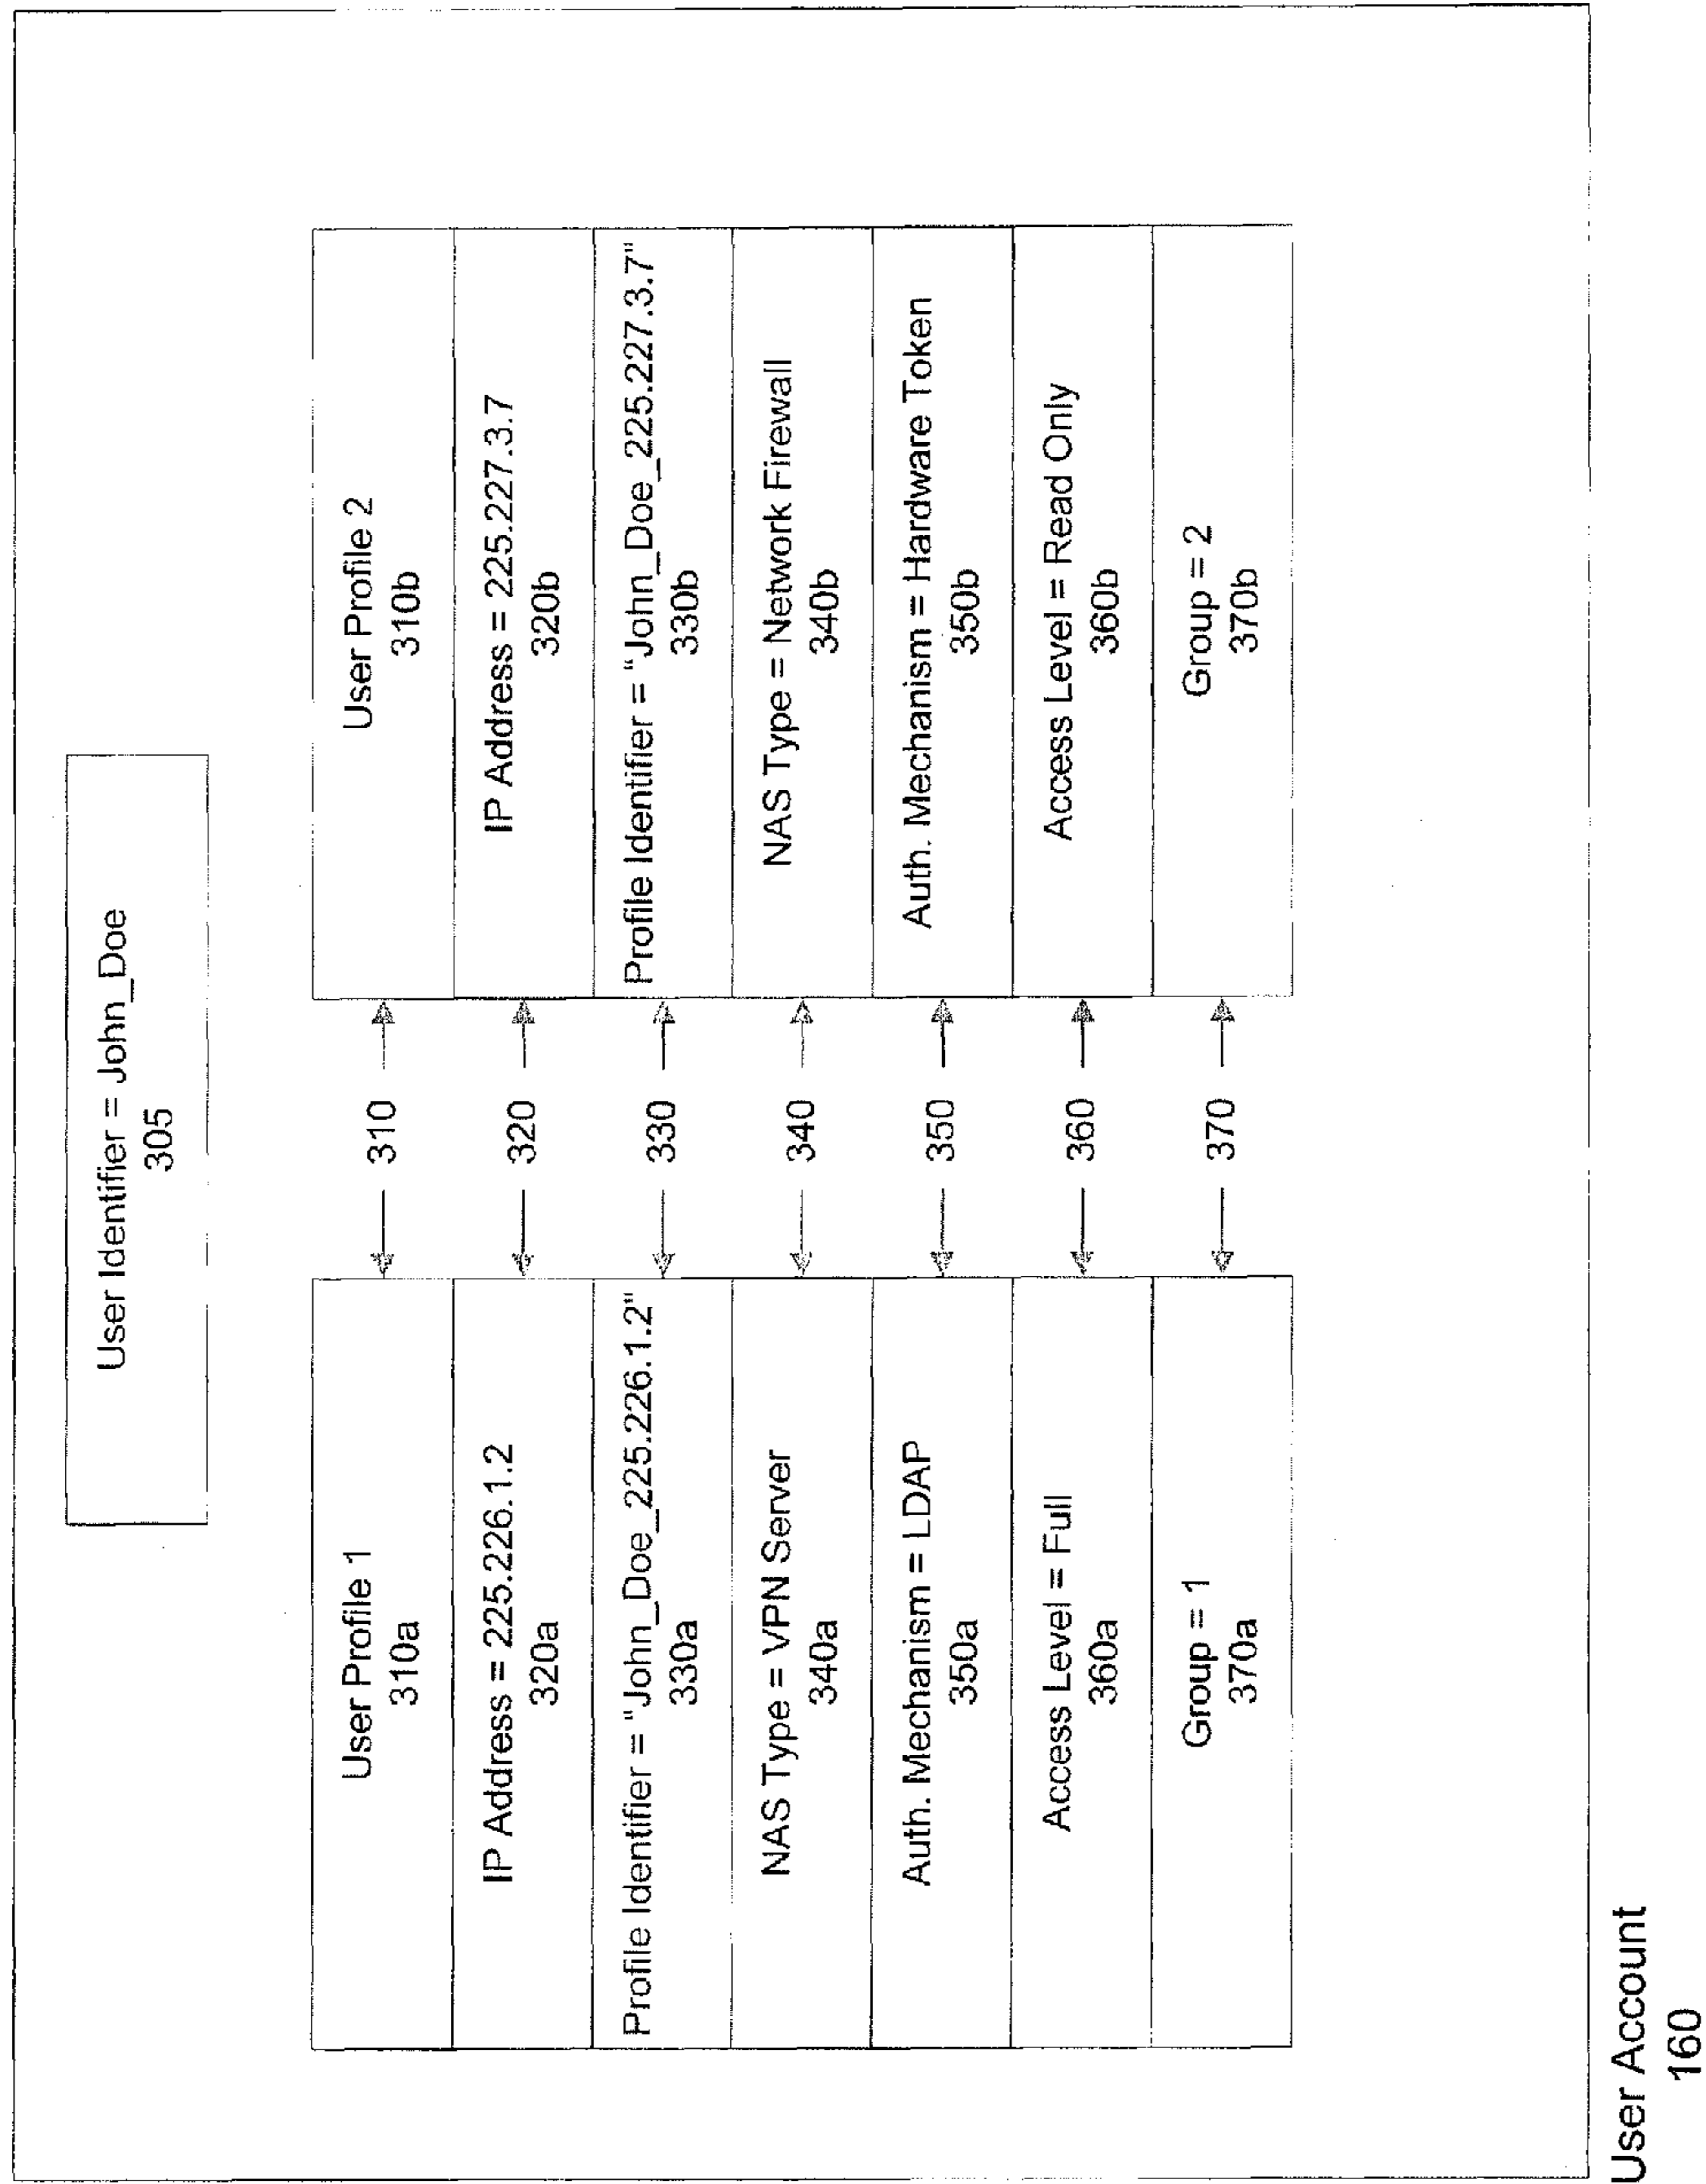 User Identifier = John_Doe
305
User Profile 1
310a
IP Address = 225.226.1.2
320a
Profile Identifier = "John_Doe_225.226.1.2"
330a
NAS Type = VPN Server
340a
Auth. Mechanism = LDAP
350a
Access Level = Full
360a
Group = 1
370a
310
320
330
340
350
360
370
User Profile 2
310b
IP Address = 225.227.3.7
320b
Profile Identifier = "John_Doe_225.227.3.7"
330b
NAS Type = Network Firewall
340b
Auth. Mechanism = Hardware Token
350b
Access Level = Read Only
360b
Group = 2
370b
User Account
160